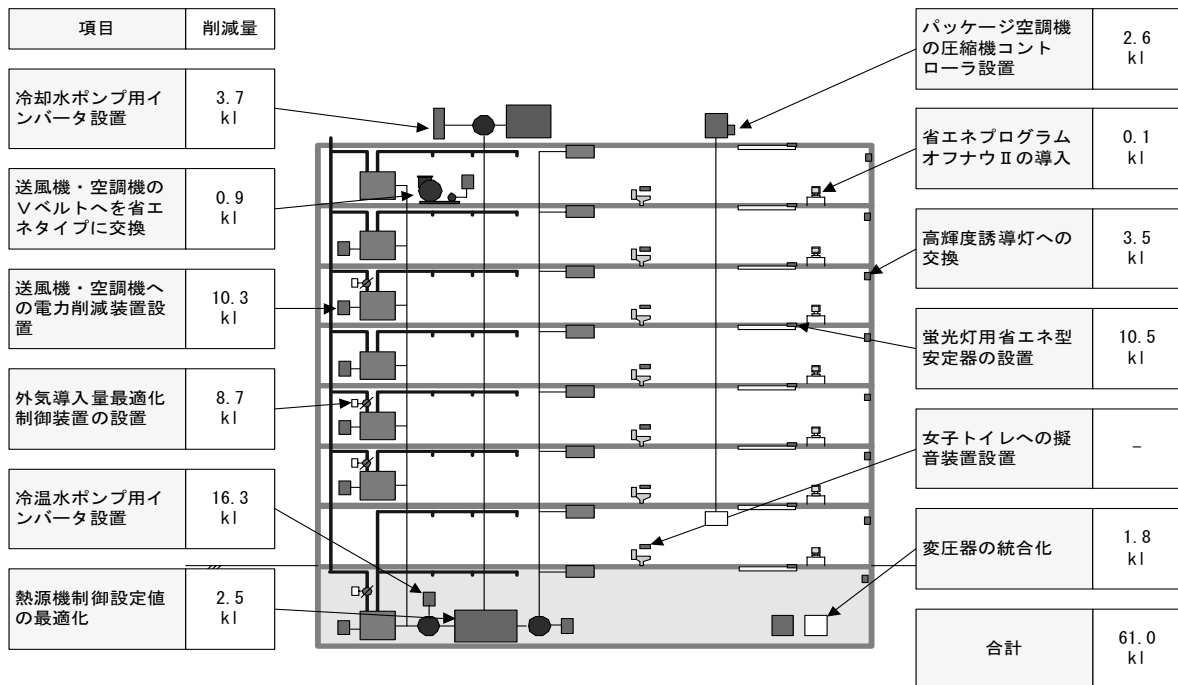 項目 削減量
冷却水ポンプ用イ
ンバータ設置
3.7
kl
送風機・空調機の
Vベルトへを省エ
ネタイプに交換
0.9
kl
送風機・空調機へ
の電力削減装置設
置
10.3
kl
外気導入量最適化
制御装置の設置
8.7
kl
冷温水ポンプ用イ
ンバータ設置
16.3
kl
熱源機制御設定値
の最適化
2.5
kl
パッケージ空調機
の圧縮機コント
ローラ設置
2.6
kl
省エネプログラム
オフナウⅡの導入
0.1
kl
高輝度誘導灯への
交換
3.5
kl
蛍光灯用省エネ型
安定器の設置
10.5
kl
女子トイレへの擬
音装置設置
－
変圧器の統合化
1.8
kl
合計
61.0
kl